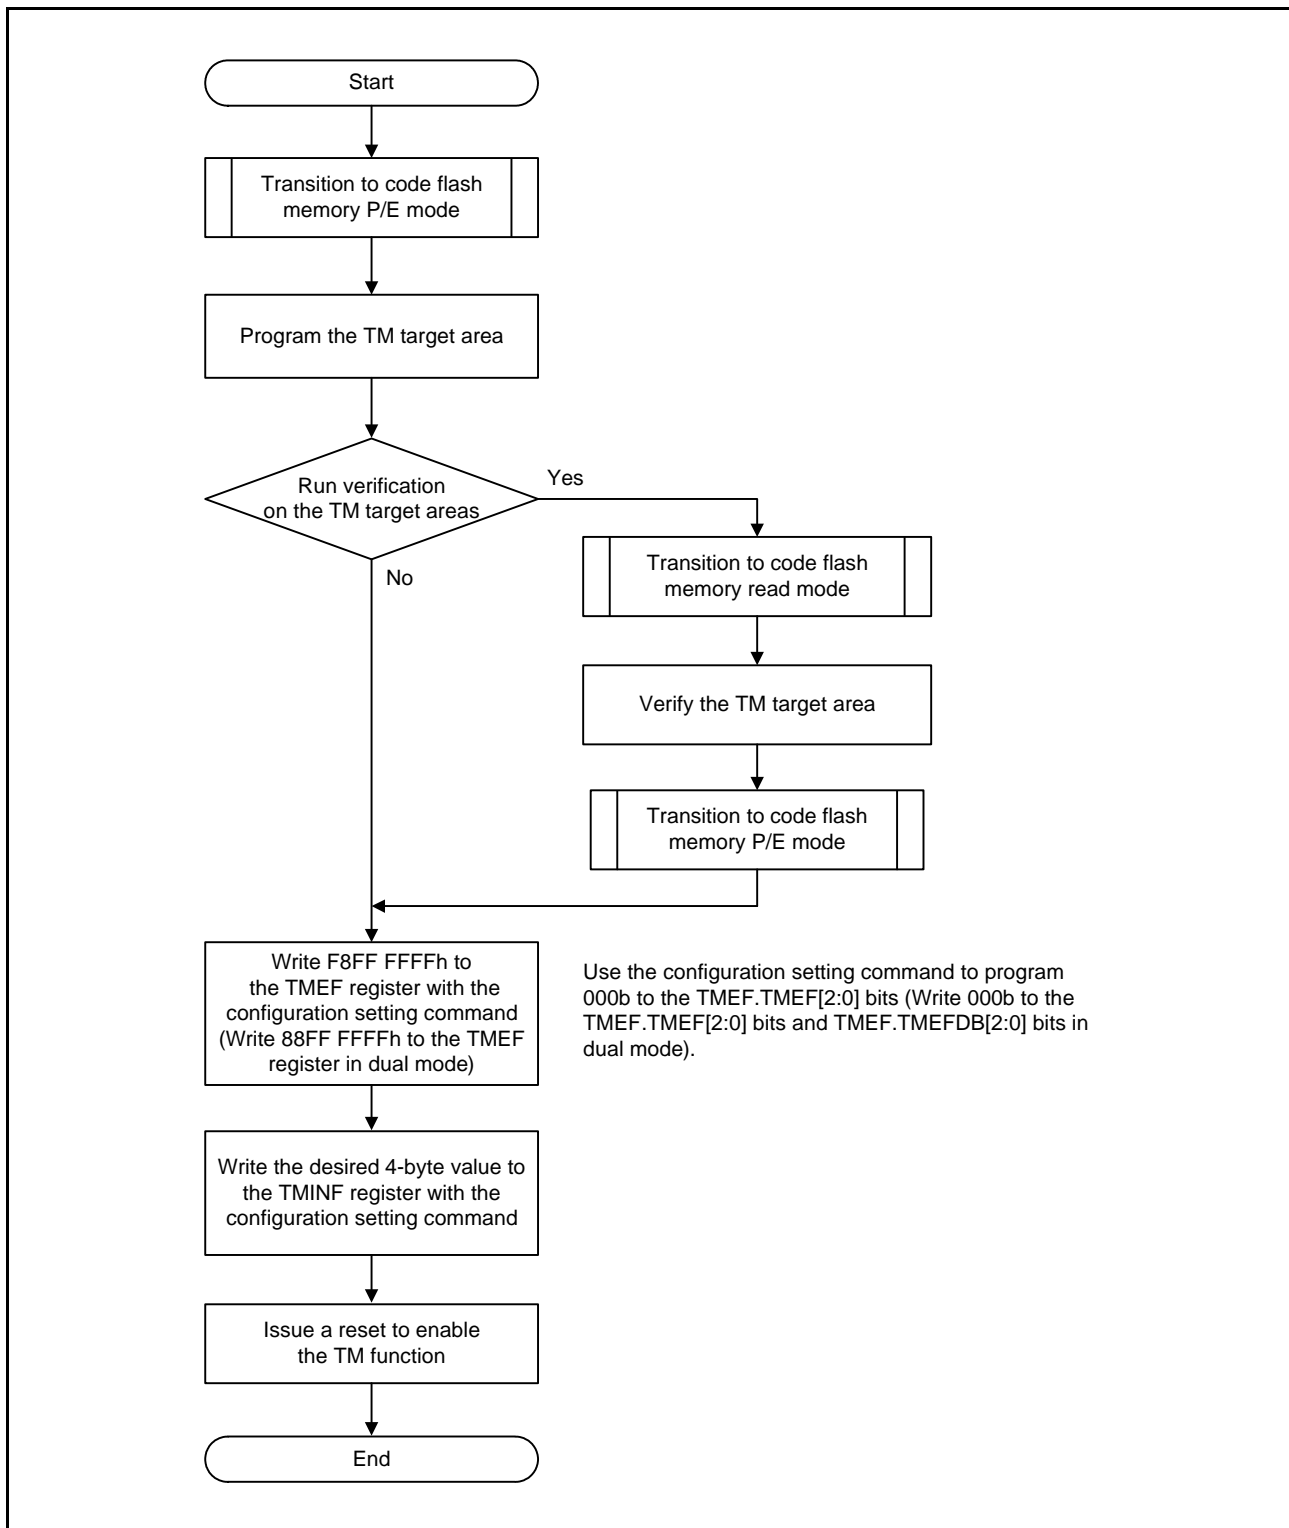 Start
Transition to code flash
memory P/E mode
Program the TM target area
Run verification
on the TM target areas
Yes
No
Transition to code flash
memory read mode
Verify the TM target area
Transition to code flash
memory P/E mode
Write F8FF FFFFh to
the TMEF register with the
configuration setting command
(Write 88FF FFFFh to the TMEF
register in dual mode)
Use the configuration setting command to program
000b to the TMEF.TMEF[2:0] bits (Write 000b to the
TMEF.TMEF[2:0] bits and TMEF.TMEFDB[2:0] bits in
dual mode).
Write the desired 4-byte value to
the TMINF register with the
configuration setting command
Issue a reset to enable
the TM function
End